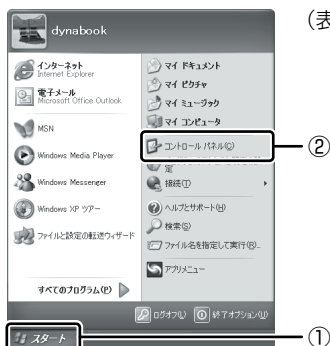 dynabook
インターネット
Internet Explorer
電子メール
Microsoft Office Outlook
MSN
Windows Media Player
Windows Messenger
Windows XP ツアー
ファイルと設定の転送ウィザード
すべてのプログラム(P)
マイ ドキュメント
マイ ピクチャ
マイ ミュージック
マイ コンピュータ
コントロール パネル(C)
定
接続(T)
ヘルプとサポート(H)
検索(S)
ファイル名を指定して実行(R)...
アプリメニュー
ログオフ(L)
終了オプション(U)
スタート
(表
②
①